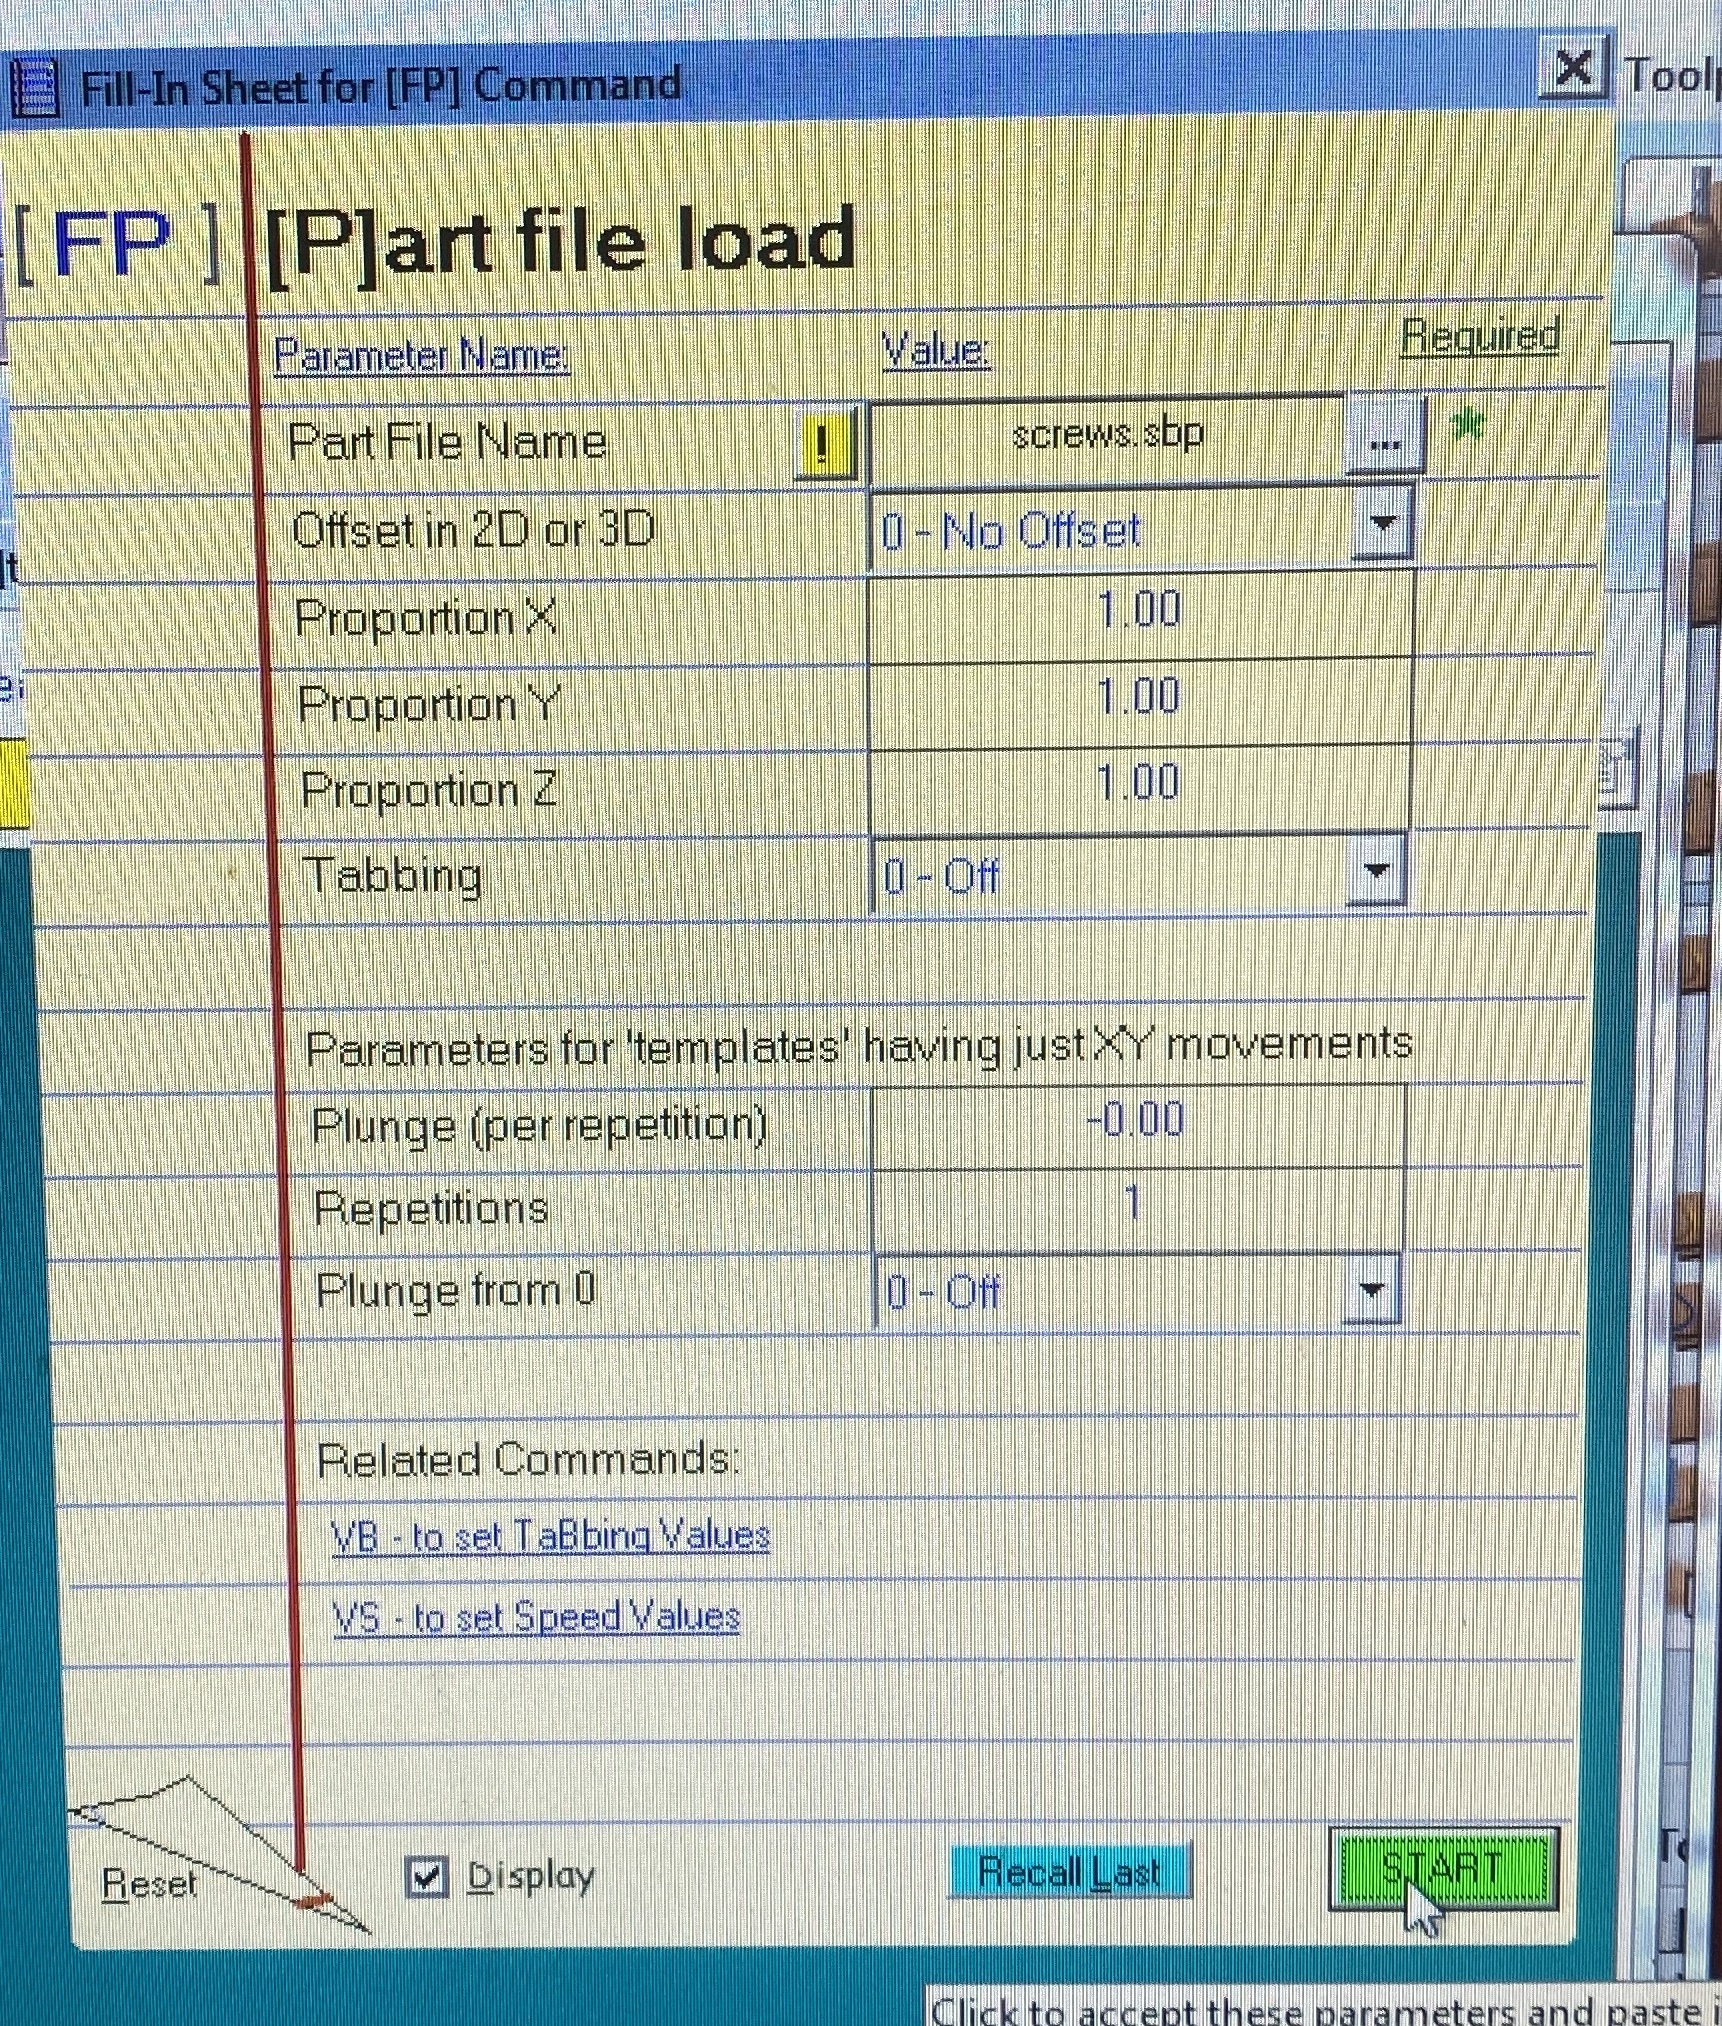 Fill-In Sheet for [FP] Command
[ FP ] [P]art file load
Parameter Name: Value: Required
Part File Name ! screws.sbp ... *
Offset in 2D or 3D 0 - No Offset
Proportion X 1.00
Proportion Y 1.00
Proportion Z 1.00
Tabbing 0 - Off
Parameters for 'templates' having just XY movements
Plunge (per repetition) -0.00
Repetitions 1
Plunge from 0 0 - Off
Related Commands:
VB - to set TaBbing Values
VS - to set Speed Values
Reset Display Recall Last START
Click to accept these parameters and paste